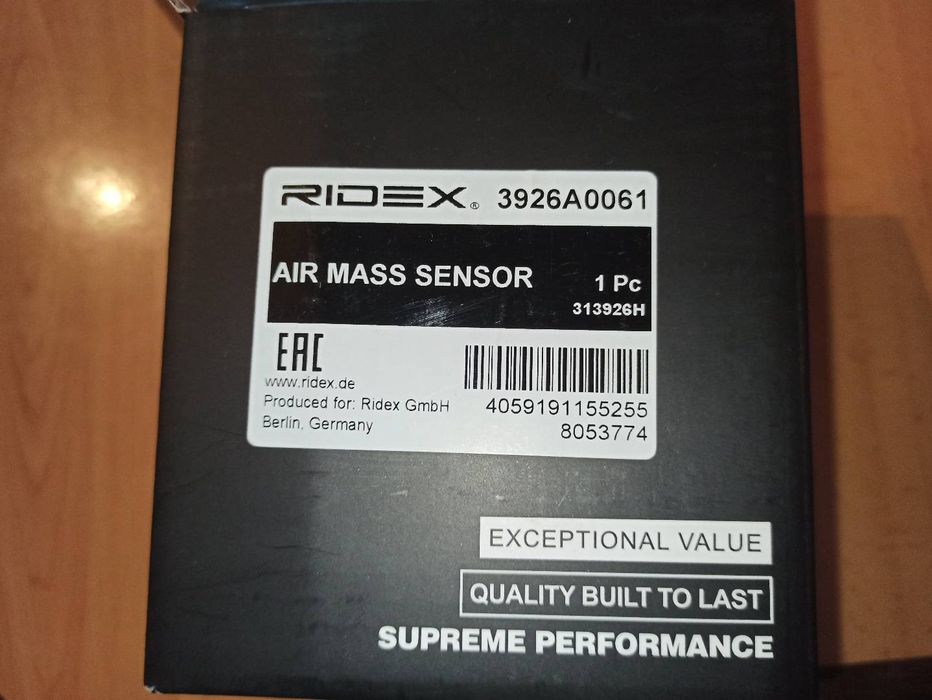 RIDEX® 3926A0061
AIR MASS SENSOR 1 Pc
313926H
EAC
www.ridex.de
Produced for: Ridex GmbH
Berlin, Germany
4059191155255
8053774
EXCEPTIONAL VALUE
QUALITY BUILT TO LAST
SUPREME PERFORMANCE